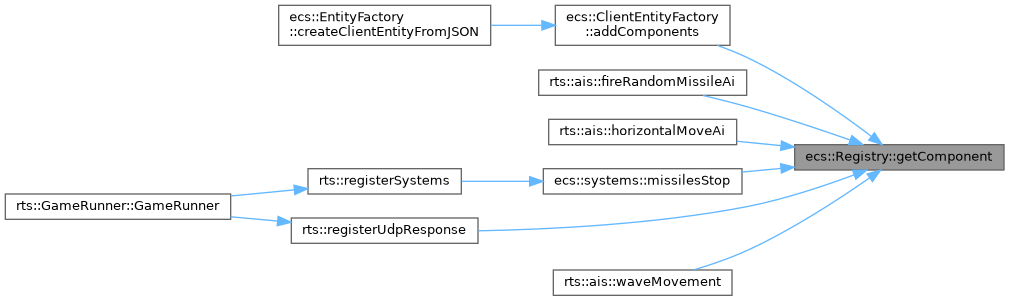 ecs::EntityFactory
::createClientEntityFromJSON
ecs::ClientEntityFactory
::addComponents
rts::ais::fireRandomMissileAi
rts::ais::horizontalMoveAi
ecs::Registry::getComponent
rts::registerSystems
ecs::systems::missilesStop
rts::GameRunner::GameRunner
rts::registerUdpResponse
rts::ais::waveMovement